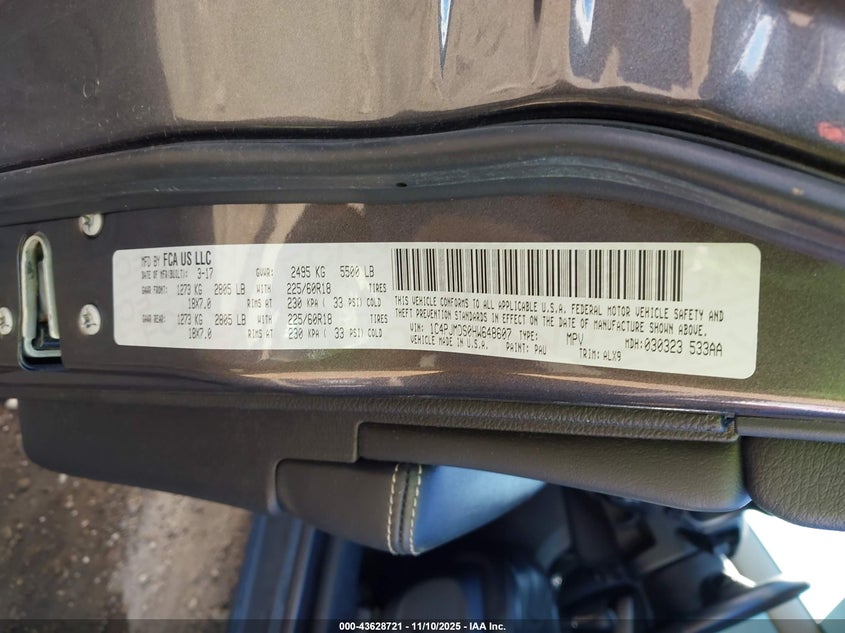 MFD BY FCA US LLC
DATE OF MFR(BUILT): 3-17 GVWR: 2495 KG 5500 LB
GAWR FRONT: 1273 KG 2805 LB WITH 225/60R18 TIRES
18X7.0 RIMS AT 230 KPA ( 33 PSI) COLD
GAWR REAR: 1273 KG 2805 LB WITH 225/60R18 TIRES
18X7.0 RIMS AT 230 KPA ( 33 PSI) COLD
THIS VEHICLE CONFORMS TO ALL APPLICABLE U.S.A. FEDERAL MOTOR VEHICLE SAFETY AND
THEFT PREVENTION STANDARDS IN EFFECT ON THE DATE OF MANUFACTURE SHOWN ABOVE.
VIN: 1C4PJMDS0HW648607 TYPE: MPV MDH: 030323 533AA
VEHICLE MADE IN U.S.A. PAINT: PAU TRIM: ALX9
000-43628721 | 11/10/2025 - IAA Inc.